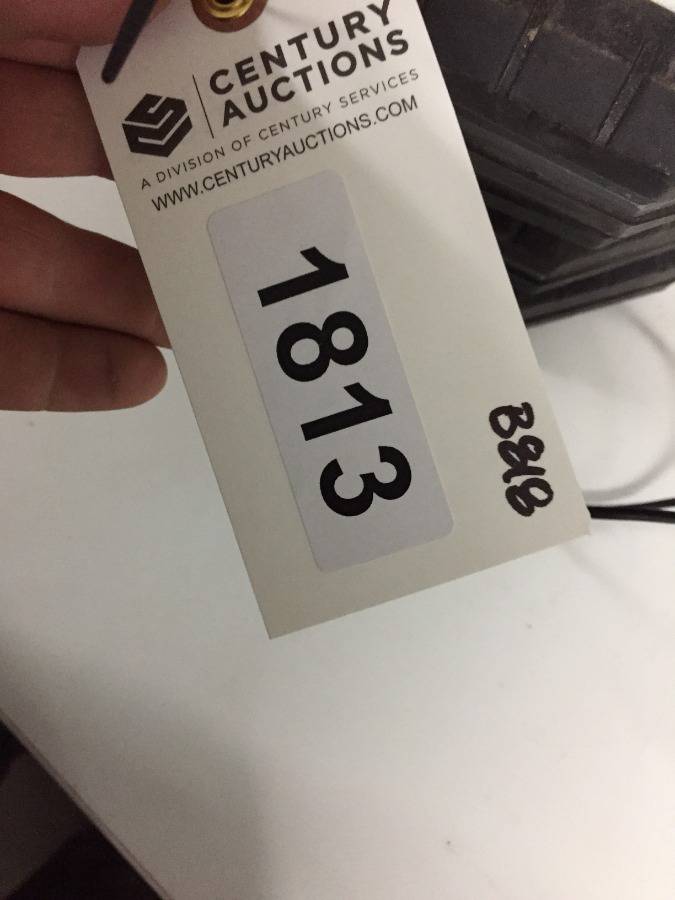 CENTURY
AUCTIONS
A DIVISION OF CENTURY SERVICES
WWW.CENTURYAUCTIONS.COM
1813